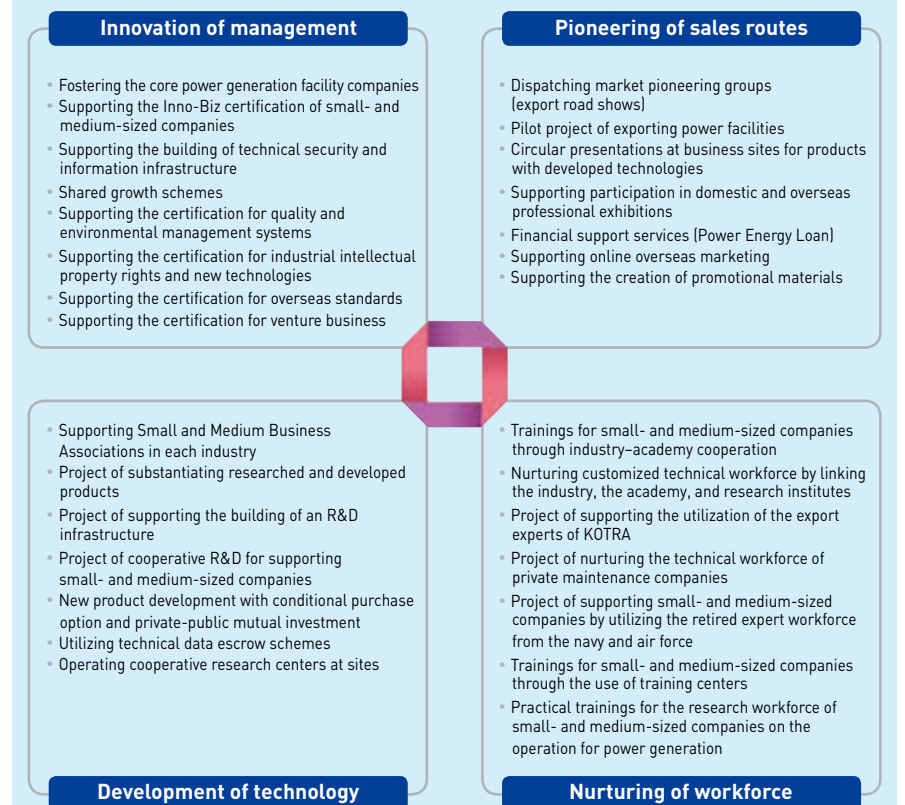 Innovation of management
• Fostering the core power generation facility companies
• Supporting the Inno-Biz certification of small- and
medium-sized companies
• Supporting the building of technical security and
information infrastructure
• Shared growth schemes
• Supporting the certification for quality and
environmental management systems
• Supporting the certification for industrial intellectual
property rights and new technologies
• Supporting the certification for overseas standards
• Supporting the certification for venture business
Pioneering of sales routes
• Dispatching market pioneering groups
(export road shows)
• Pilot project of exporting power facilities
• Circular presentations at business sites for products
with developed technologies
• Supporting participation in domestic and overseas
professional exhibitions
• Financial support services (Power Energy Loan)
• Supporting online overseas marketing
• Supporting the creation of promotional materials
• Supporting Small and Medium Business
Associations in each industry
• Project of substantiating researched and developed
products
• Project of supporting the building of an R&D
infrastructure
• Project of cooperative R&D for supporting
small- and medium-sized companies
• New product development with conditional purchase
option and private-public mutual investment
• Utilizing technical data escrow schemes
• Operating cooperative research centers at sites
Development of technology
• Trainings for small- and medium-sized companies
through industry–academy cooperation
• Nurturing customized technical workforce by linking
the industry, the academy, and research institutes
• Project of supporting the utilization of the export
experts of KOTRA
• Project of nurturing the technical workforce of
private maintenance companies
• Project of supporting small- and medium-sized
companies by utilizing the retired expert workforce
from the navy and air force
• Trainings for small- and medium-sized companies
through the use of training centers
• Practical trainings for the research workforce of
small- and medium-sized companies on the
operation for power generation
Nurturing of workforce